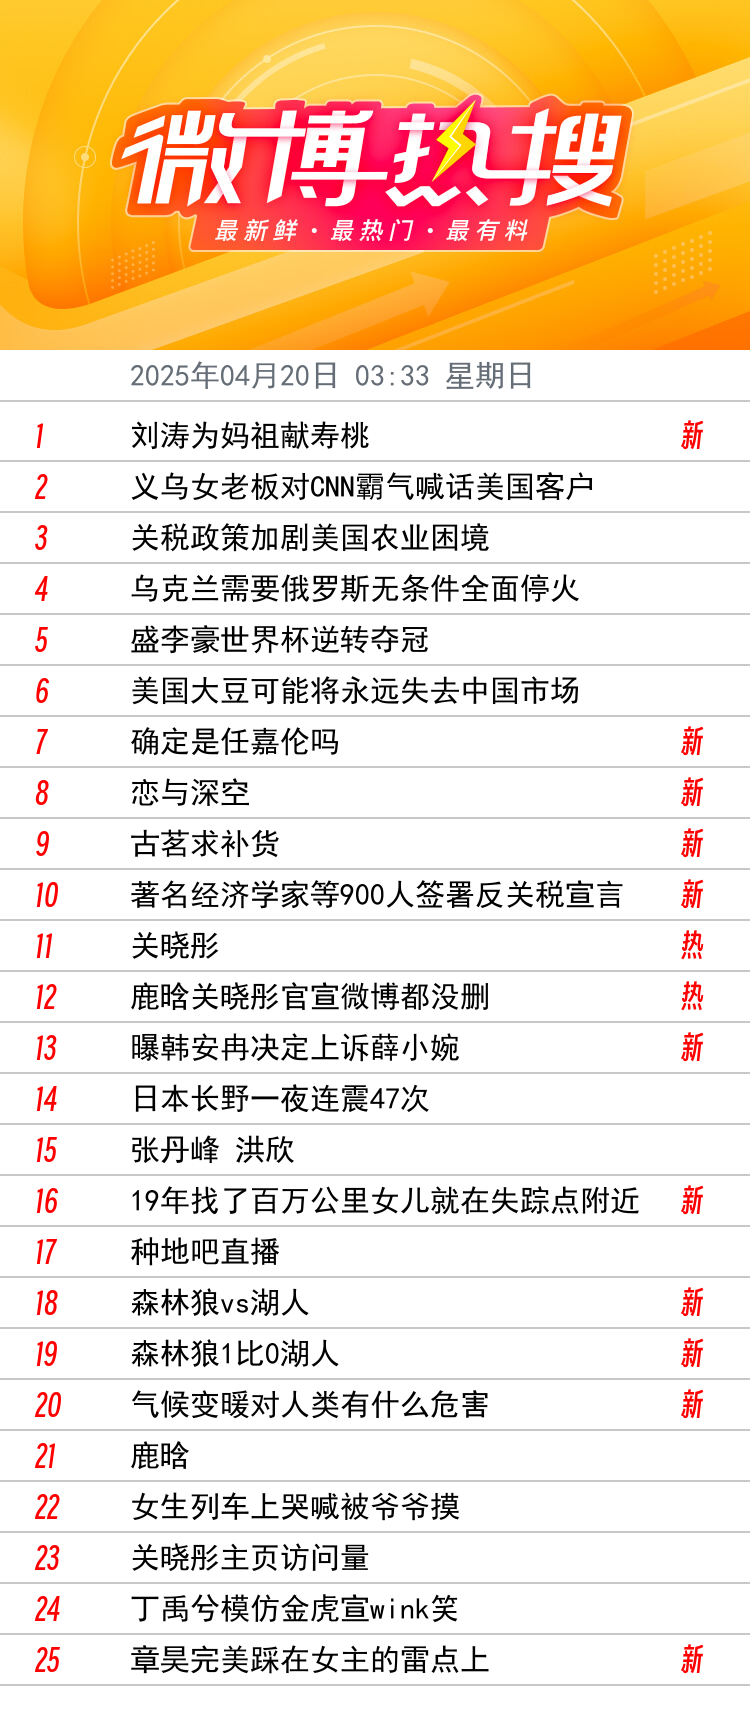 微博热搜
最新鲜·最热门·最有料
2025年04月20日 03:33 星期日
1 刘涛为妈祖献寿桃 新
2 义乌女老板对CNN霸气喊话美国客户
3 关税政策加剧美国农业困境
4 乌克兰需要俄罗斯无条件全面停火
5 盛李豪世界杯逆转夺冠
6 美国大豆可能将永远失去中国市场
7 确定是任嘉伦吗 新
8 恋与深空 新
9 古茗求补货 新
10 著名经济学家等900人签署反关税宣言 新
11 关晓彤 热
12 鹿晗关晓彤官宣微博都没删 热
13 曝韩安冉决定上诉薛小婉 新
14 日本长野一夜连震47次
15 张丹峰 洪欣
16 19年找了百万公里女儿就在失踪点附近 新
17 种地吧直播
18 森林狼vs湖人 新
19 森林狼1比0湖人 新
20 气候变暖对人类有什么危害 新
21 鹿晗
22 女生列车上哭喊被爷爷摸
23 关晓彤主页访问量
24 丁禹兮模仿金虎宣wink笑
25 章昊完美踩在女主的雷点上 新